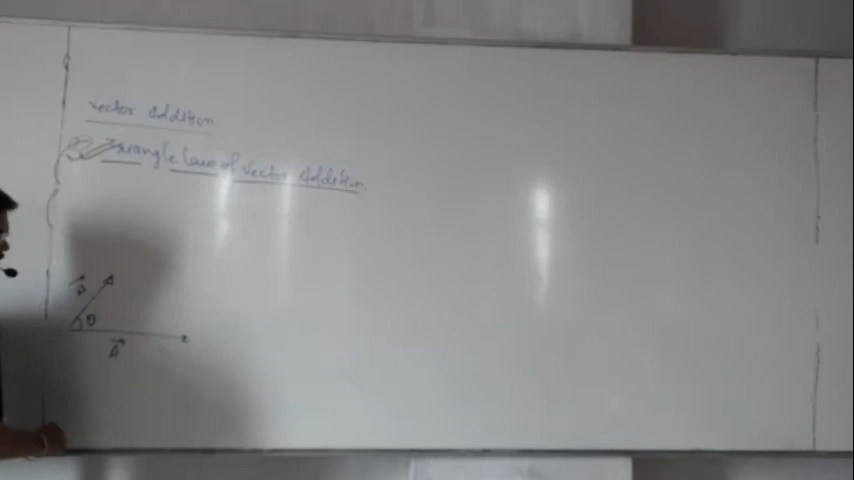 Vector Addition
Triangle Law of Vector Addition
B
θ
A